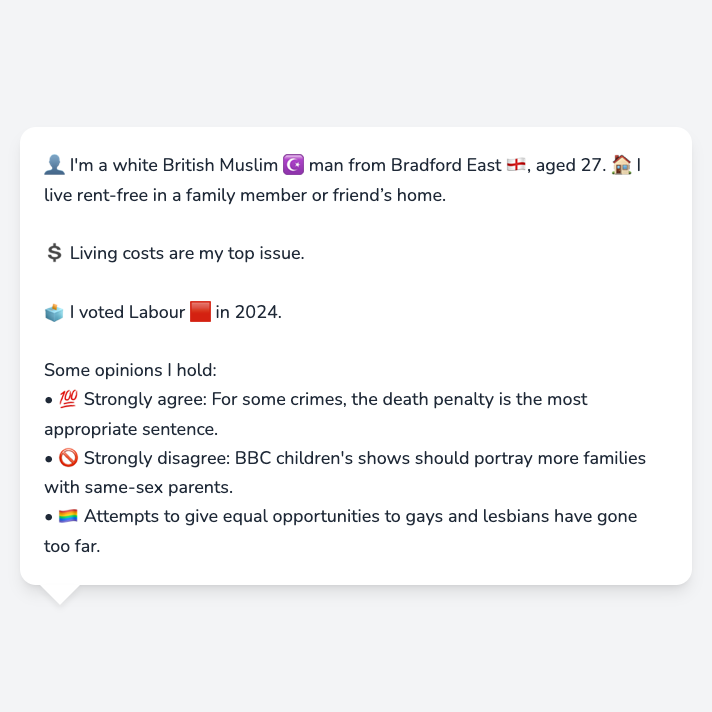 👤 I'm a white British Muslim ☪️ man from Bradford East 🏴󠁧󠁢󠁥󠁮󠁧󠁿, aged 27. 🏠 I
live rent-free in a family member or friend’s home.
💲 Living costs are my top issue.
🗳️ I voted Labour 🟥 in 2024.
Some opinions I hold:
• 💯 Strongly agree: For some crimes, the death penalty is the most
appropriate sentence.
• 🚫 Strongly disagree: BBC children's shows should portray more families
with same-sex parents.
• 🏳️‍🌈 Attempts to give equal opportunities to gays and lesbians have gone
too far.